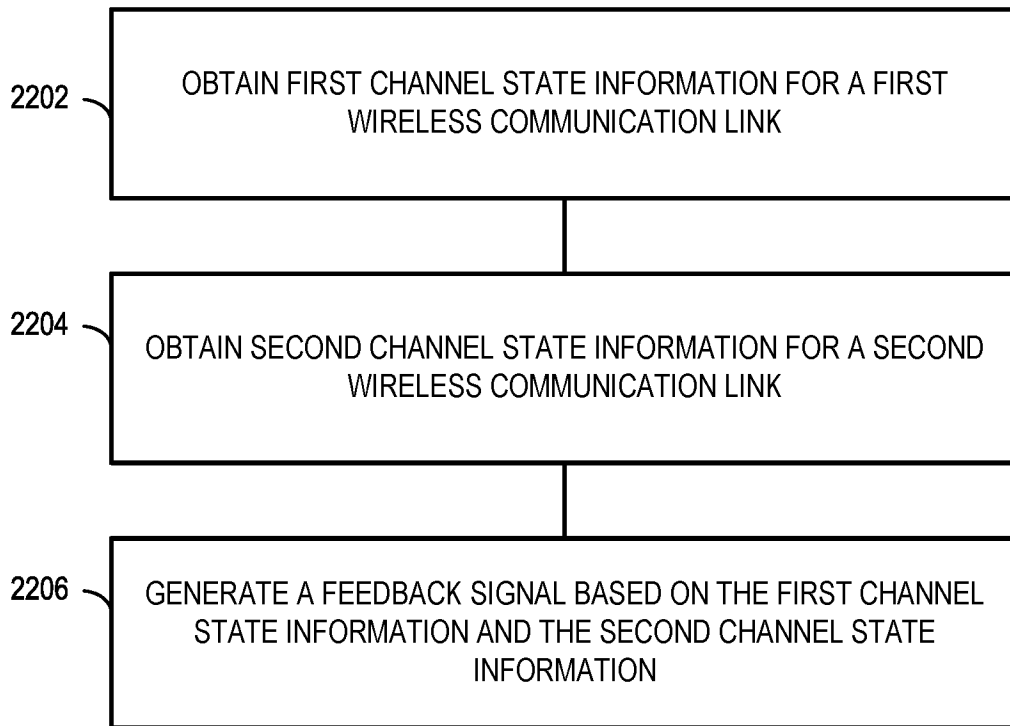 2202
OBTAIN FIRST CHANNEL STATE INFORMATION FOR A FIRST
WIRELESS COMMUNICATION LINK
2204
OBTAIN SECOND CHANNEL STATE INFORMATION FOR A SECOND
WIRELESS COMMUNICATION LINK
2206
GENERATE A FEEDBACK SIGNAL BASED ON THE FIRST CHANNEL
STATE INFORMATION AND THE SECOND CHANNEL STATE
INFORMATION